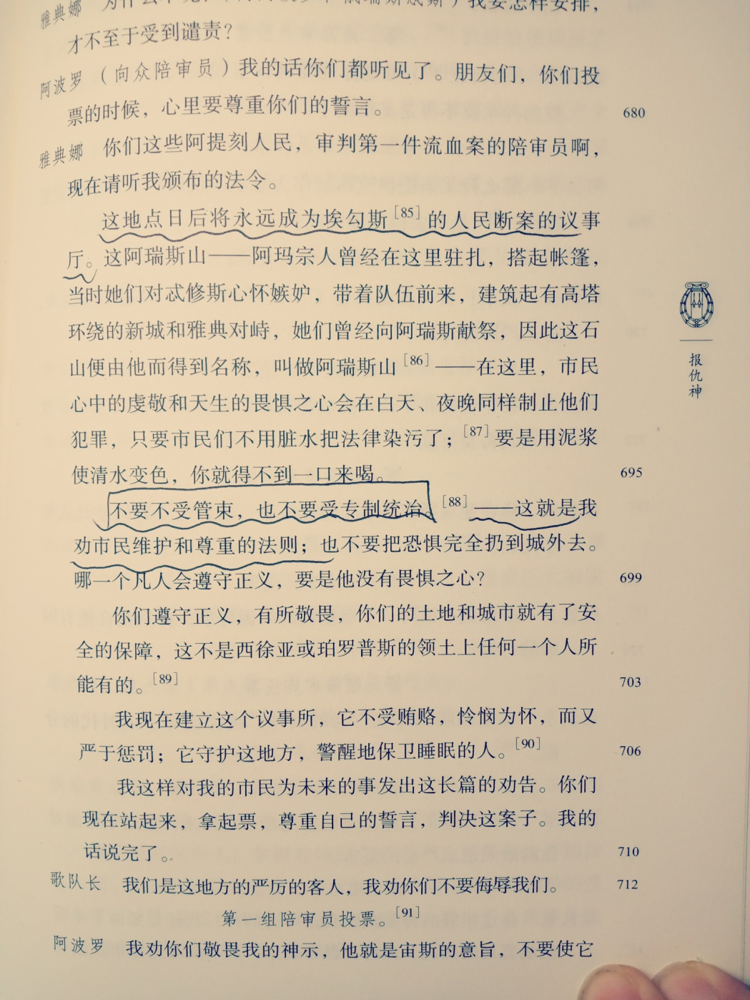 雅典娜 为什么不呢？我要怎样安排，
才不至于受到谴责？
阿波罗 （向众陪审员）我的话你们都听见了。朋友们，你们投
票的时候，心里要尊重你们的誓言。 680
雅典娜 你们这些阿提刻人民，审判第一件流血案的陪审员啊，
现在请听我颁布的法令。
这地点日后将永远成为埃勾斯[85]的人民断案的议事
厅。这阿瑞斯山——阿玛宗人曾经在这里驻扎，搭起帐篷，
当时她们对忒修斯心怀嫉妒，带着队伍前来，建筑起有高塔
环绕的新城和雅典对峙，她们曾经向阿瑞斯献祭，因此这石
山便由他而得到名称，叫做阿瑞斯山[86]——在这里，市民
心中的虔敬和天生的畏惧之心会在白天、夜晚同样制止他们
犯罪，只要市民们不用脏水把法律染污了；[87]要是用泥浆
使清水变色，你就得不到一口来喝。 695
不要不受管束，也不要受专制统治。[88]——这就是我
劝市民维护和尊重的法则；也不要把恐惧完全扔到城外去。
哪一个凡人会遵守正义，要是他没有畏惧之心？ 699
你们遵守正义，有所敬畏，你们的土地和城市就有了安
全的保障，这不是西徐亚或珀罗普斯的领土上任何一个人所
能有的。[89] 703
我现在建立这个议事所，它不受贿赂，怜悯为怀，而又
严于惩罚；它守护这地方，警醒地保卫睡眠的人。[90] 706
我这样对我的市民为未来的事发出这长篇的劝告。你们
现在站起来，拿起票，尊重自己的誓言，判决这案子。我的
话说完了。 710
歌队长 我们是这地方的严厉的客人，我劝你们不要侮辱我们。 712
第一组陪审员投票。[91]
阿波罗 我劝你们敬畏我的神示，他就是宙斯的意旨，不要使它
报仇神